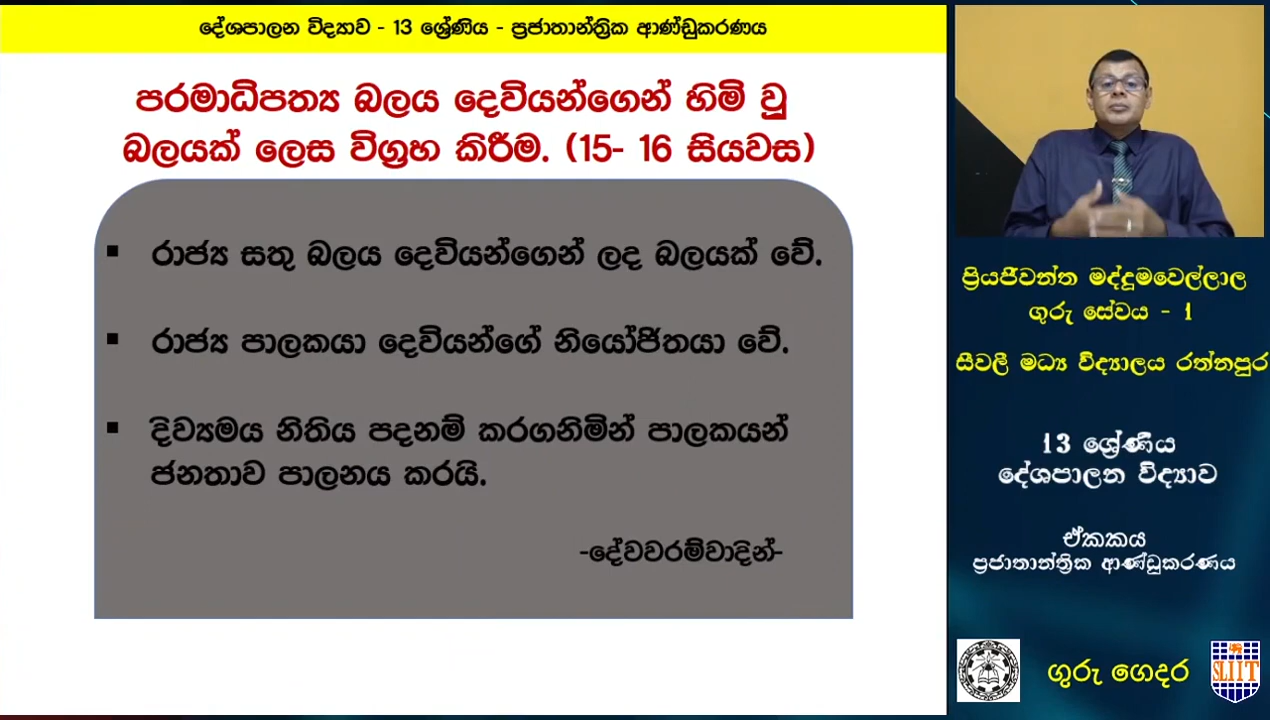 දේශපාලන විද්‍යාව - 13 ශ්‍රේණිය - ප්‍රජාතාන්ත්‍රික ආණ්ඩුකරණය
පරමාධිපත්‍ය බලය දෙවියන්ගෙන් හිමි වූ
බලයක් ලෙස විග්‍රහ කිරීම. (15- 16 සියවස)
▪ රාජ්‍ය සතු බලය දෙවියන්ගෙන් ලද බලයක් වේ.
▪ රාජ්‍ය පාලකයා දෙවියන්ගේ නියෝජිතයා වේ.
▪ දිව්‍යමය නිතිය පදනම් කරගනිමින් පාලකයන්
ජනතාව පාලනය කරයි.
-දේවවරම්වාදීන්-
ප්‍රියජීවන්ත මද්දූමවෙල්ලාල
ගුරු සේවය - 1
සීවලී මධ්‍ය විද්‍යාලය රත්නපුර
13 ශ්‍රේණිය
දේශපාලන විද්‍යාව
ඒකකය
ප්‍රජාතාන්ත්‍රික ආණ්ඩුකරණය
ගුරු ගෙදර
SLIIT